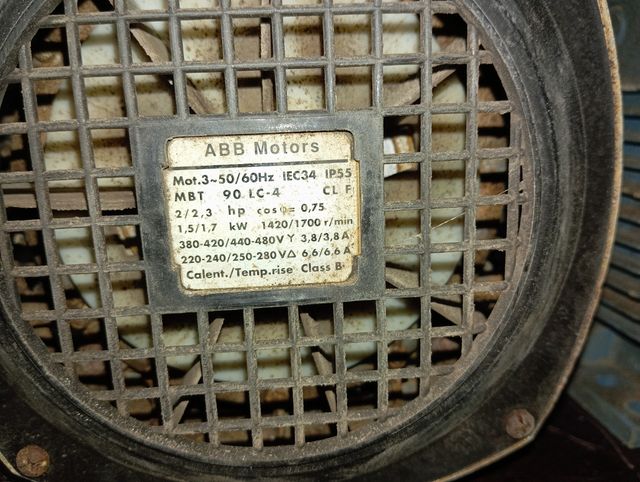 ABB Motors
Mot.3~50/60Hz IEC34 IP55
MBT 90 LC-4 CL F
2/2,3 hp cosφ= 0,75
1,5/1,7 kW 1420/1700 r/min
380-420/440-480V Y 3,8/3,8A
220-240/250-280V Δ 6,6/6,6 A
Calent./Temp.rise Class B